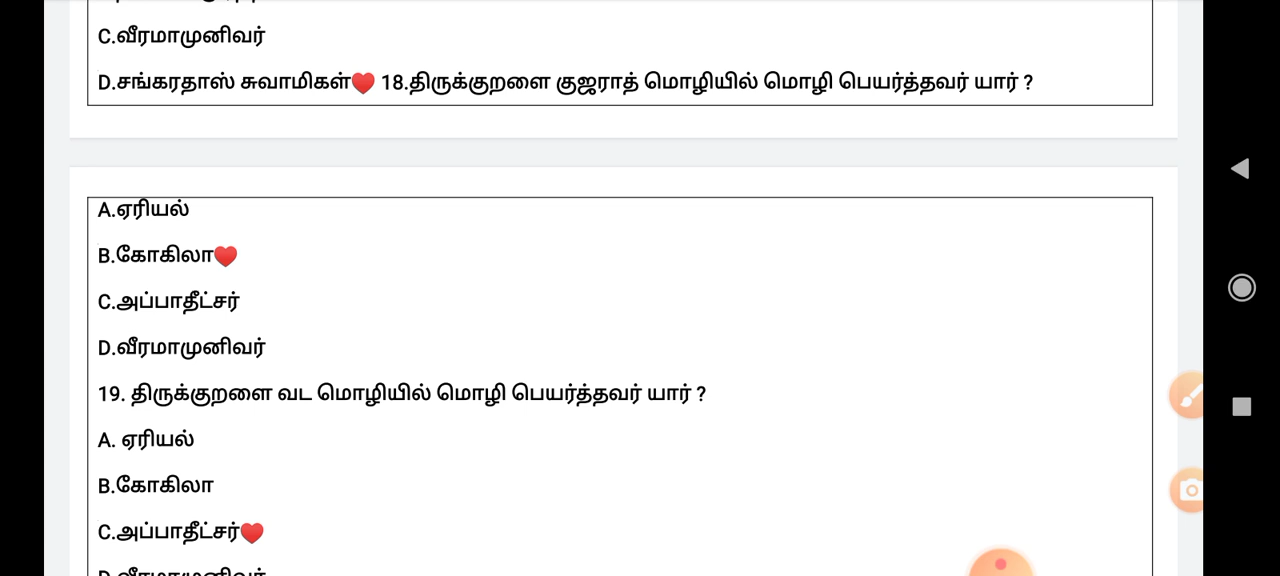 C.வீரமாமுனிவர்
D.சங்கரதாஸ் சுவாமிகள்❤️ 18.திருக்குறளை குஜராத் மொழியில் மொழி பெயர்த்தவர் யார் ?
A.ஏரியல்
B.கோகிலா❤️
C.அப்பாதீட்சர்
D.வீரமாமுனிவர்
19. திருக்குறளை வட மொழியில் மொழி பெயர்த்தவர் யார் ?
A. ஏரியல்
B.கோகிலா
C.அப்பாதீட்சர்❤️